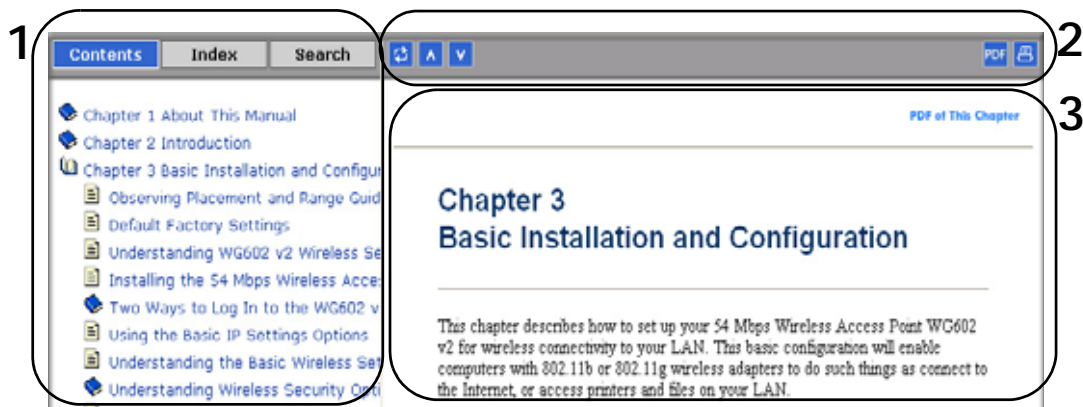 1
Contents Index Search
Chapter 1 About This Manual
Chapter 2 Introduction
Chapter 3 Basic Installation and Configur
Observing Placement and Range Guid
Default Factory Settings
Understanding WG602 v2 Wireless Se
Installing the 54 Mbps Wireless Acce
Two Ways to Log In to the WG602 v
Using the Basic IP Settings Options
Understanding the Basic Wireless Set
Understanding Wireless Security Opti
2
PDF
3
PDF of This Chapter
Chapter 3
Basic Installation and Configuration
This chapter describes how to set up your 54 Mbps Wireless Access Point WG602
v2 for wireless connectivity to your LAN. This basic configuration will enable
computers with 802.11b or 802.11g wireless adapters to do such things as connect to
the Internet, or access printers and files on your LAN.